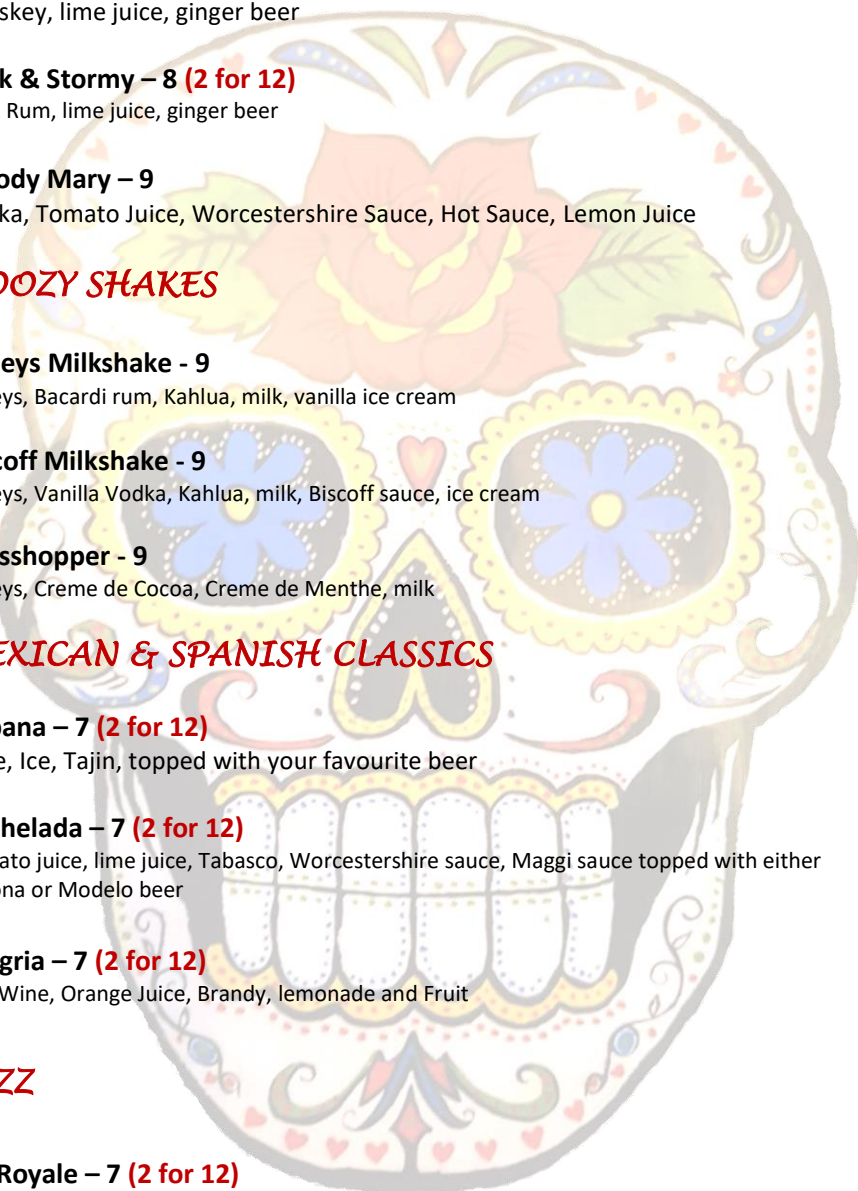 skey, lime juice, ginger beer
k & Stormy – 8 (2 for 12)
Rum, lime juice, ginger beer
ody Mary – 9
ka, Tomato Juice, Worcestershire Sauce, Hot Sauce, Lemon Juice
OOZY SHAKES
eys Milkshake - 9
eys, Bacardi rum, Kahlua, milk, vanilla ice cream
coff Milkshake - 9
eys, Vanilla Vodka, Kahlua, milk, Biscoff sauce, ice cream
sshopper - 9
eys, Creme de Cocoa, Creme de Menthe, milk
EXICAN & SPANISH CLASSICS
bana – 7 (2 for 12)
e, Ice, Tajin, topped with your favourite beer
helada – 7 (2 for 12)
ato juice, lime juice, Tabasco, Worcestershire sauce, Maggi sauce topped with either
ona or Modelo beer
gria – 7 (2 for 12)
Wine, Orange Juice, Brandy, lemonade and Fruit
ZZ
Royale – 7 (2 for 12)